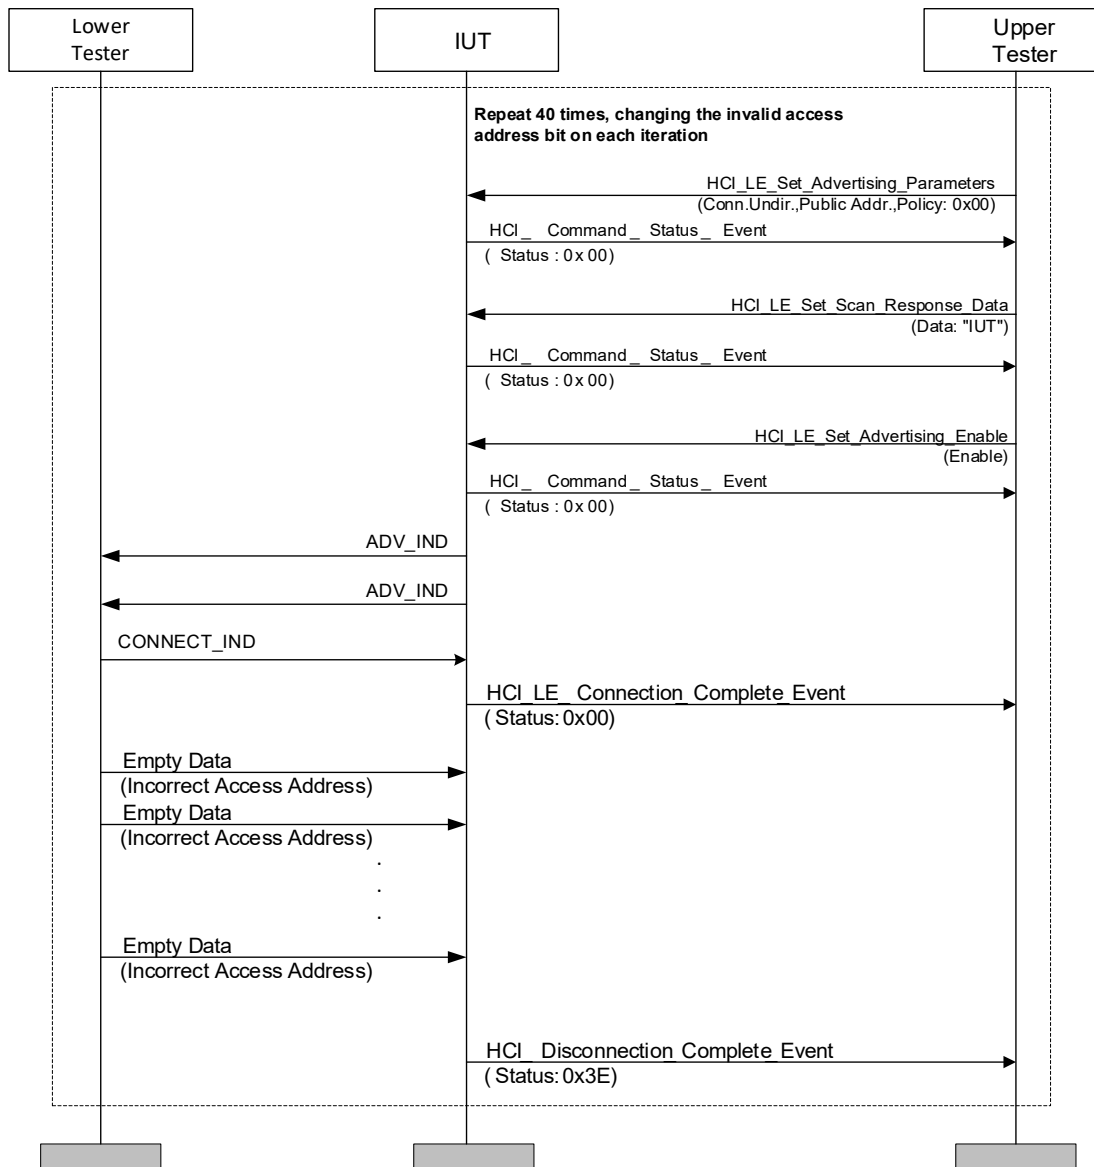 Lower
Tester
IUT
Upper
Tester
Repeat 40 times, changing the invalid access
address bit on each iteration
HCI_LE_Set_Advertising_Parameters
(Conn.Undir.,Public Addr.,Policy: 0x00)
HCI_ Command_ Status_ Event
( Status : 0x 00)
HCI_LE_Set_Scan_Response_Data
(Data: "IUT")
HCI_ Command_ Status_ Event
( Status : 0x 00)
HCI_LE_Set_Advertising_Enable
(Enable)
HCI_ Command_ Status_ Event
( Status : 0x 00)
ADV_IND
ADV_IND
CONNECT_IND
HCI_LE_ Connection_Complete_Event
( Status: 0x00)
Empty Data
(Incorrect Access Address)
Empty Data
(Incorrect Access Address)
.
.
.
Empty Data
(Incorrect Access Address)
HCI_ Disconnection_Complete_Event
( Status: 0x3E)